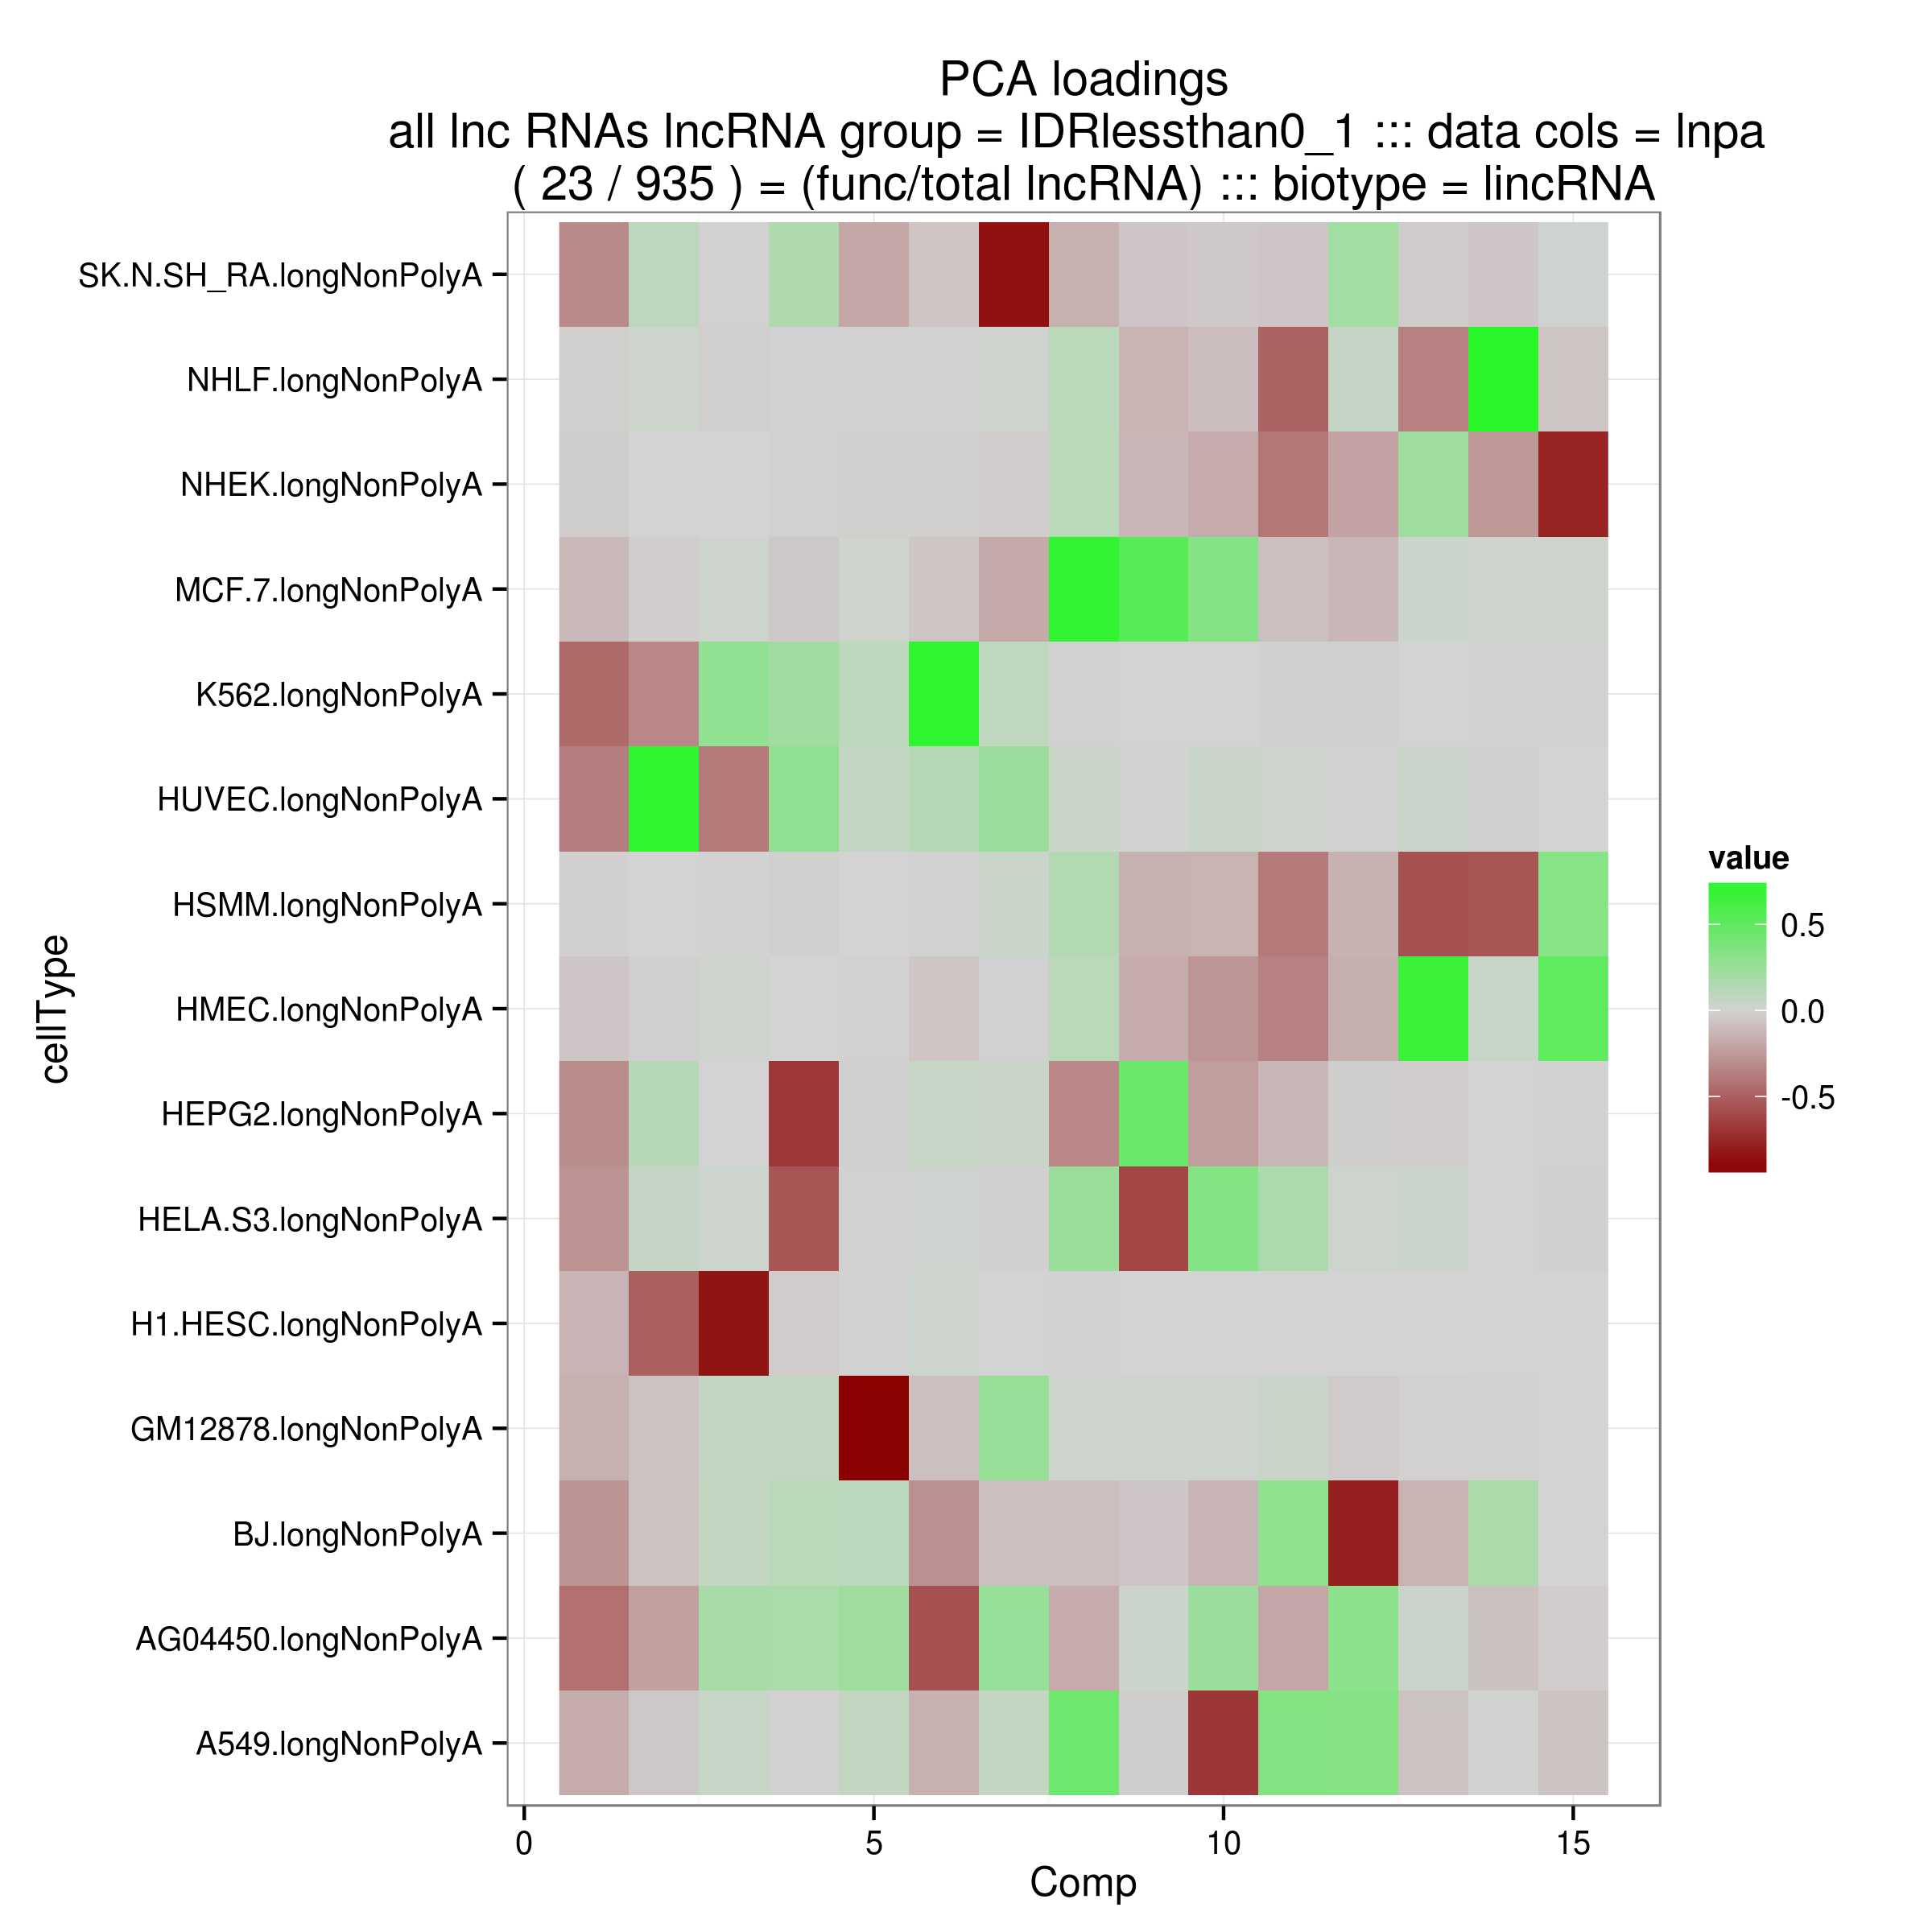 PCA loadings
all lnc RNAs lncRNA group = IDRlessthan0_1 ::: data cols = lnpa
( 23 / 935 ) = (func/total lncRNA) ::: biotype = lincRNA
SK.N.SH_RA.longNonPolyA
NHLF.longNonPolyA
NHEK.longNonPolyA
MCF.7.longNonPolyA
K562.longNonPolyA
HUVEC.longNonPolyA
HSMM.longNonPolyA
HMEC.longNonPolyA
HEPG2.longNonPolyA
HELA.S3.longNonPolyA
H1.HESC.longNonPolyA
GM12878.longNonPolyA
BJ.longNonPolyA
AG04450.longNonPolyA
A549.longNonPolyA
cellType
0 5 10 15
Comp
value
0.5
0.0
-0.5